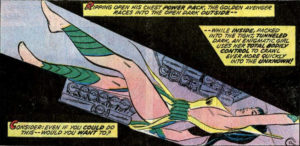 RIPPING OPEN HIS CHEST POWER PACK, THE GOLDEN AVENGER
RACES INTO THE OPEN DARK OUTSIDE--
--WHILE INSIDE, PACKED
INTO THE TIGHT, TUNNELED
DARK, AN ENIGMATIC GIRL
USES HER TOTAL BODILY
CONTROL TO CRAWL
EVER MORE QUICKLY
INTO THE UNKNOWN!
CONSIDER: EVEN IF YOU COULD DO
THIS--WOULD YOU WANT TO?